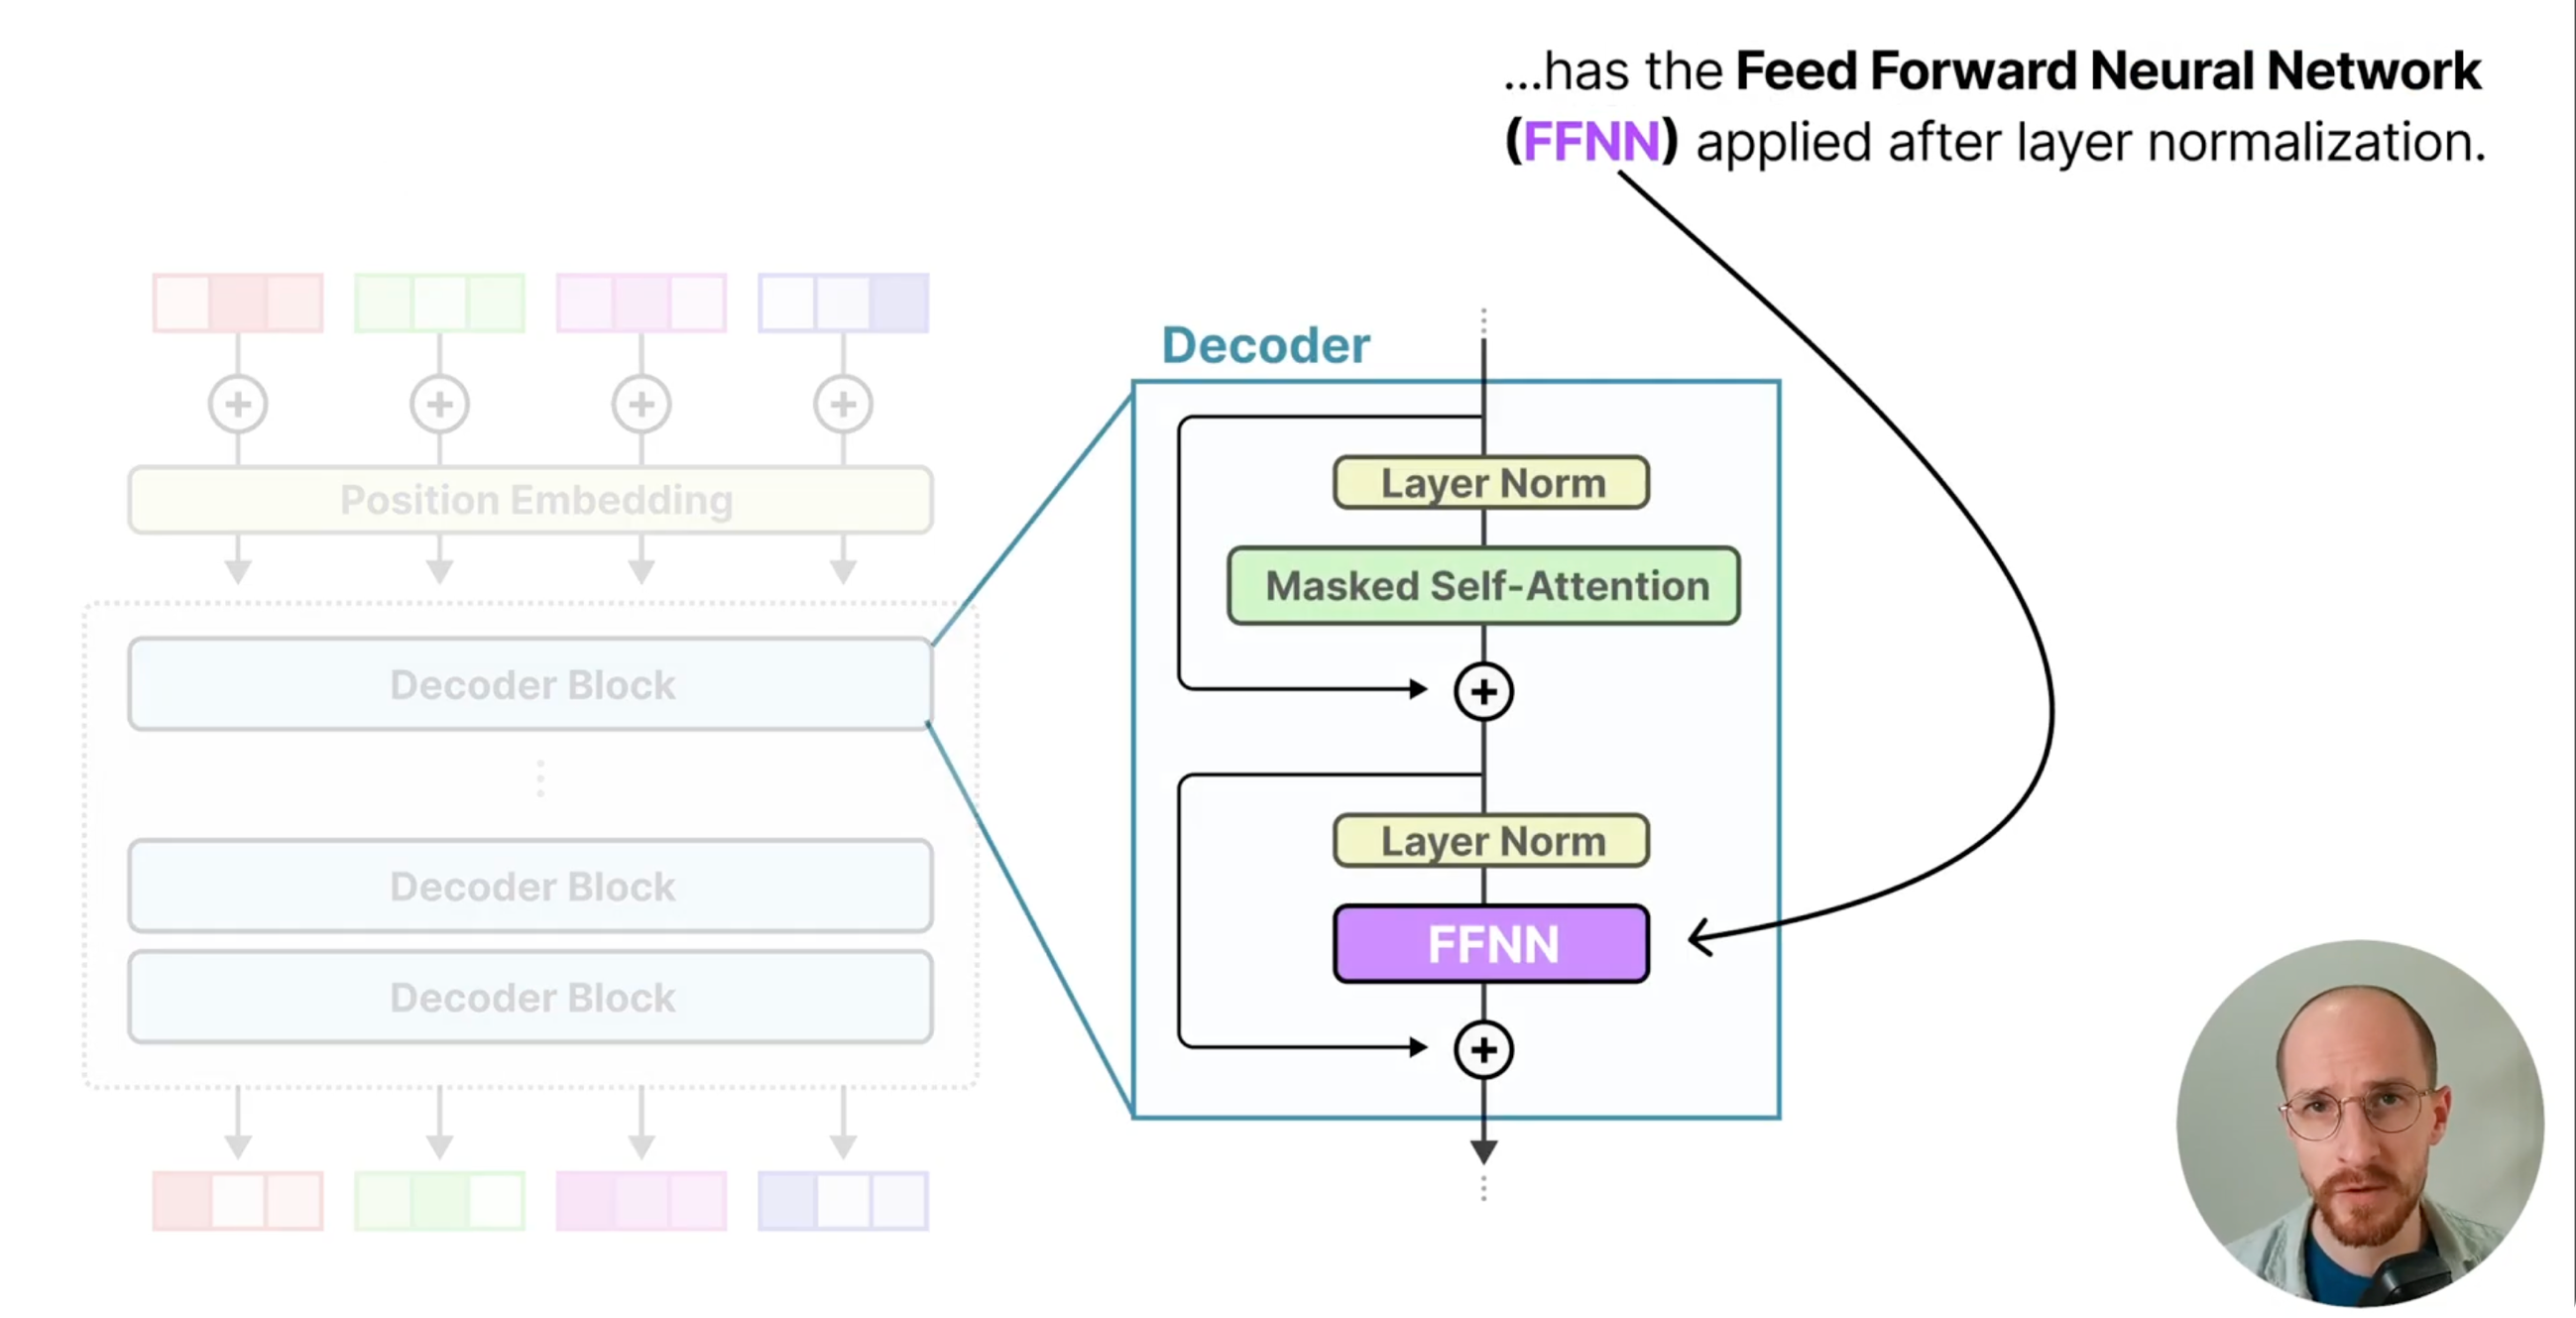 ...has the Feed Forward Neural Network
(FFNN) applied after layer normalization.
Position Embedding
Decoder Block
Decoder Block
Decoder Block
Decoder
Layer Norm
Masked Self-Attention
Layer Norm
FFNN